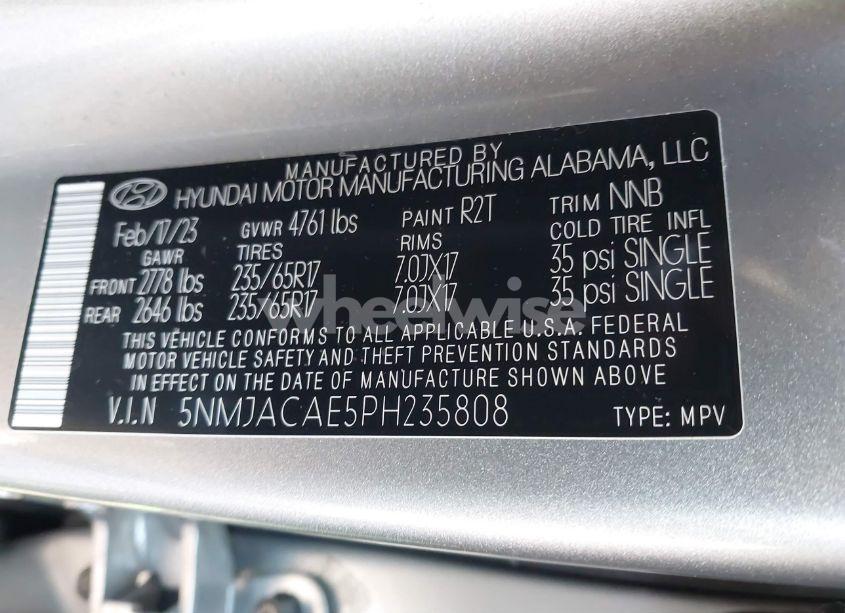 MANUFACTURED BY
HYUNDAI MOTOR MANUFACTURING ALABAMA, LLC
Feb/17/23 GVWR 4761 lbs PAINT R2T TRIM NNB
GAWR TIRES RIMS COLD TIRE INFL
FRONT 2778 lbs 235/65R17 7.0JX17 35 psi SINGLE
REAR 2646 lbs 235/65R17 7.0JX17 35 psi SINGLE
wheelwise
THIS VEHICLE CONFORMS TO ALL APPLICABLE U.S.A. FEDERAL
MOTOR VEHICLE SAFETY AND THEFT PREVENTION STANDARDS
IN EFFECT ON THE DATE OF MANUFACTURE SHOWN ABOVE
V.I.N 5NMJACAE5PH235808 TYPE: MPV